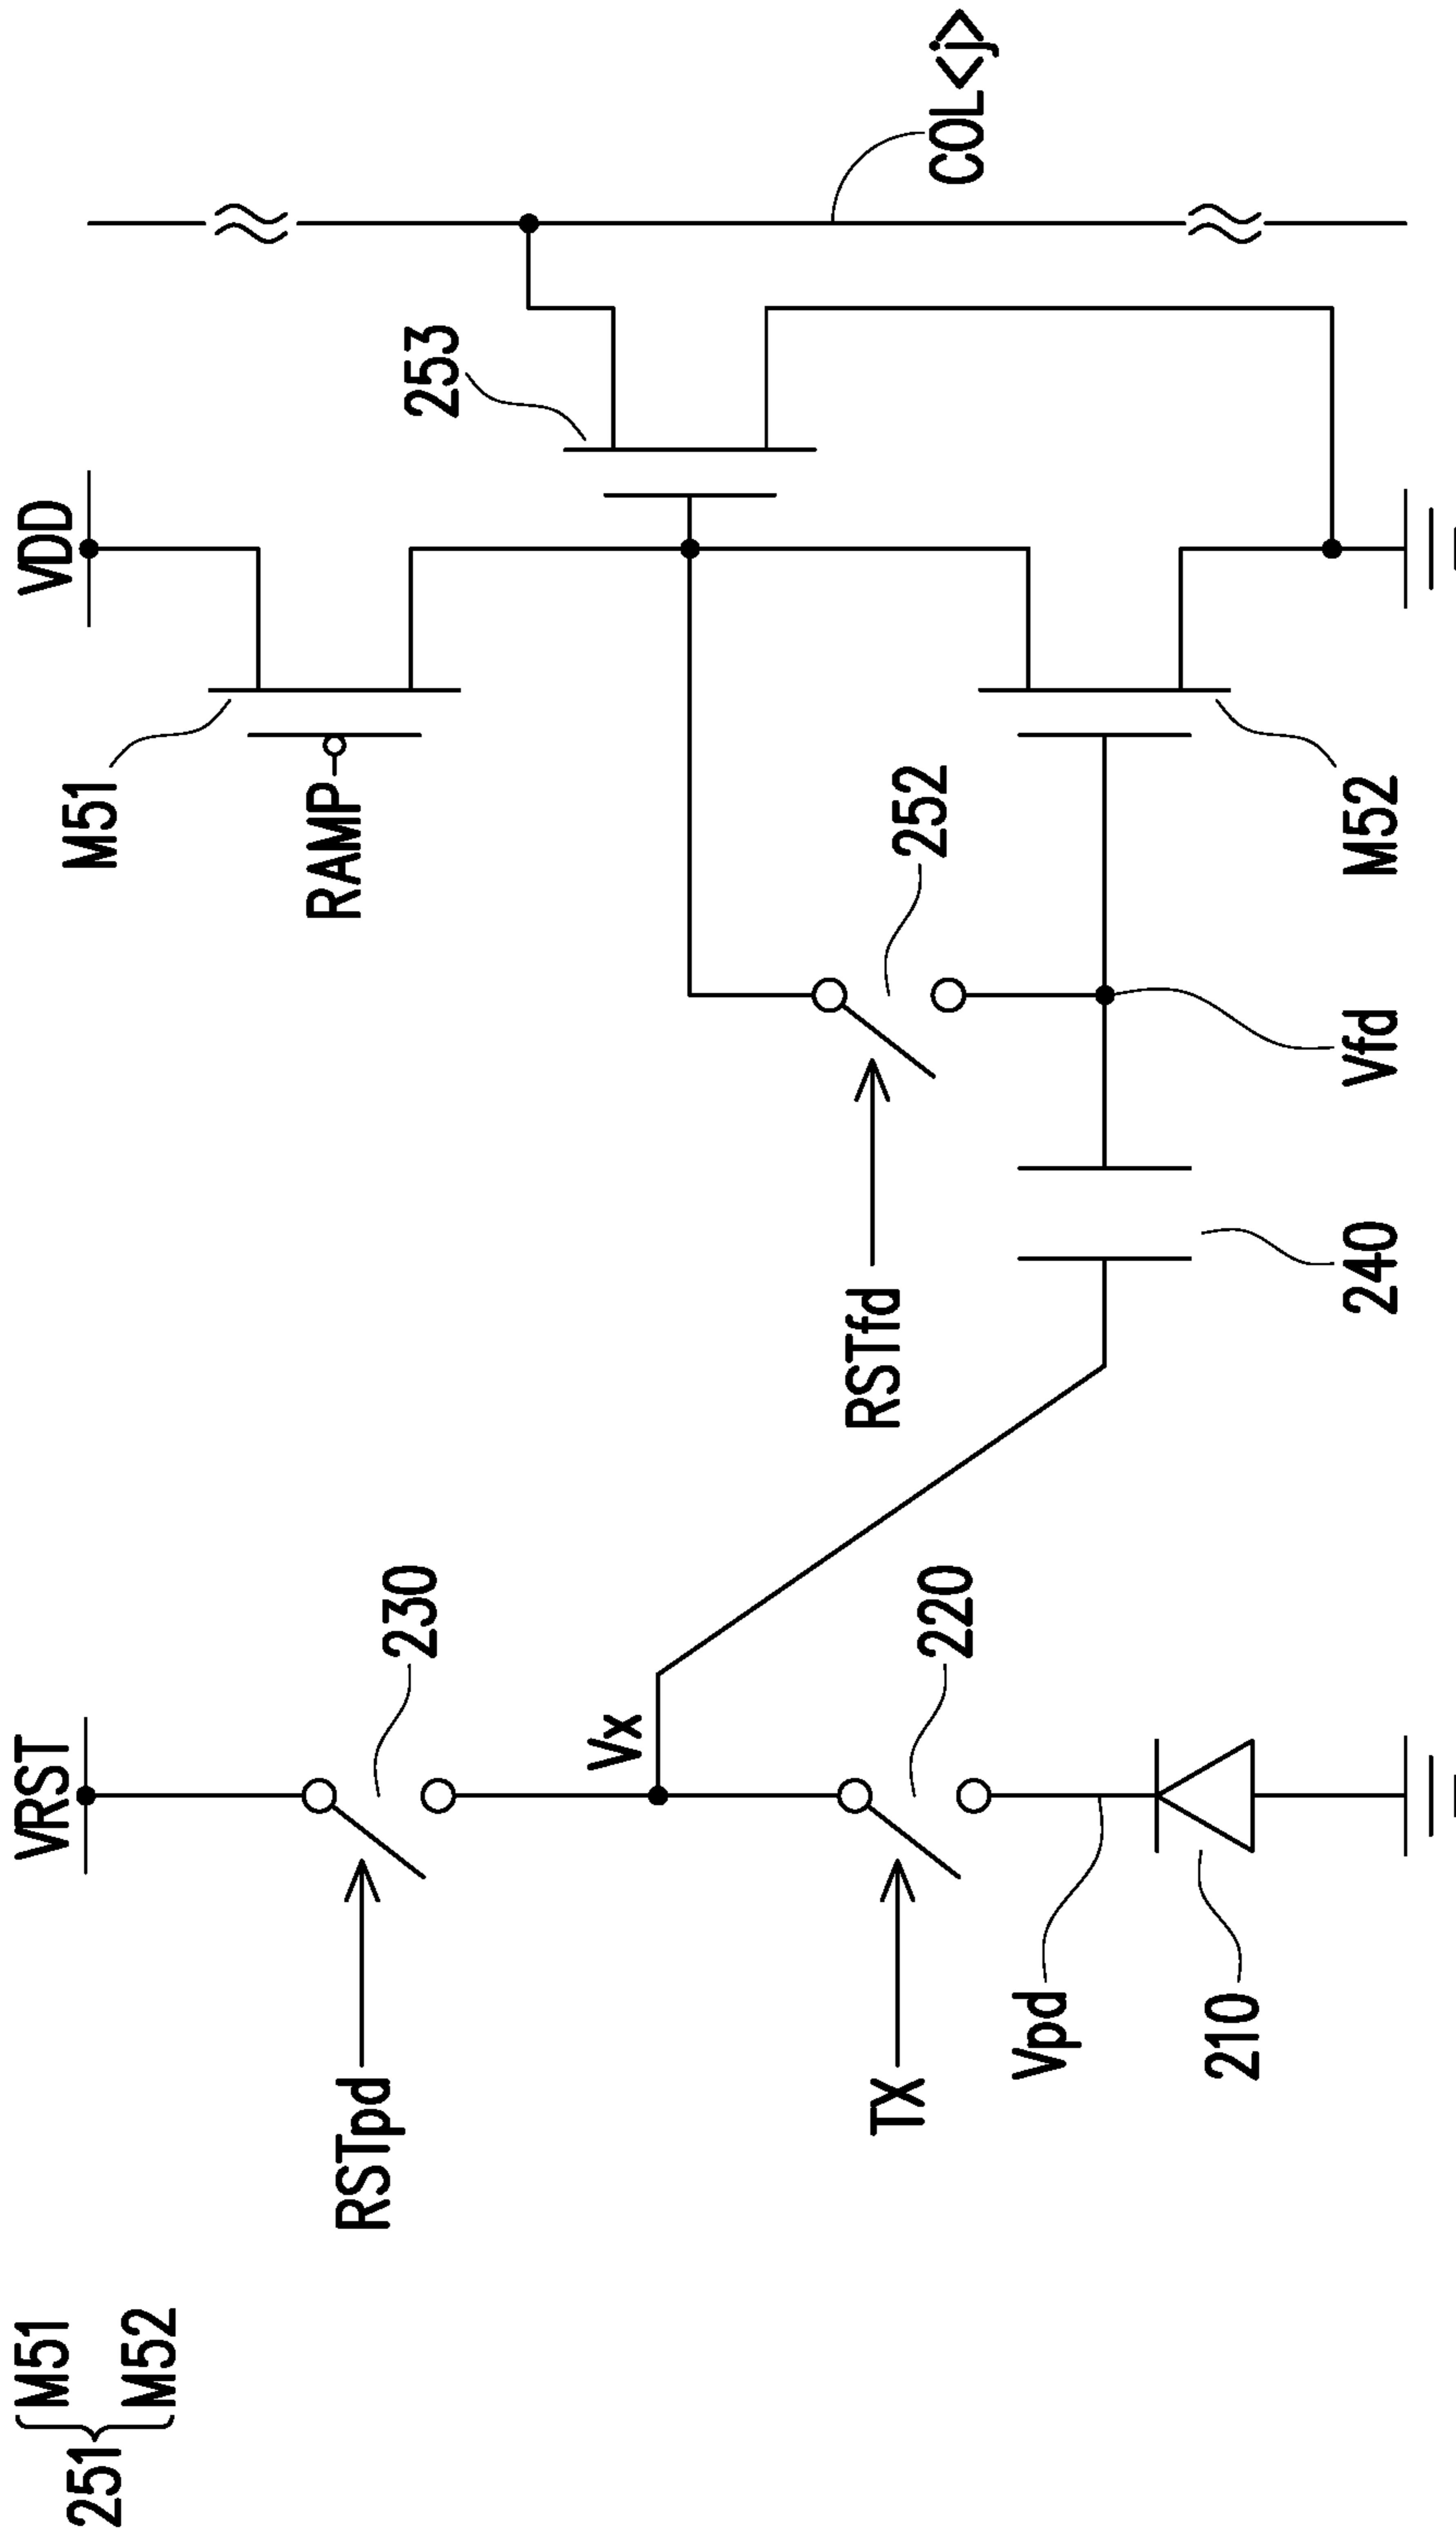 251
M51
M52
VRST
RSTpd
230
Vx
TX
220
Vpd
210
VDD
M51
RAMP
253
COL<j>
RSTfd
252
240
Vfd
M52